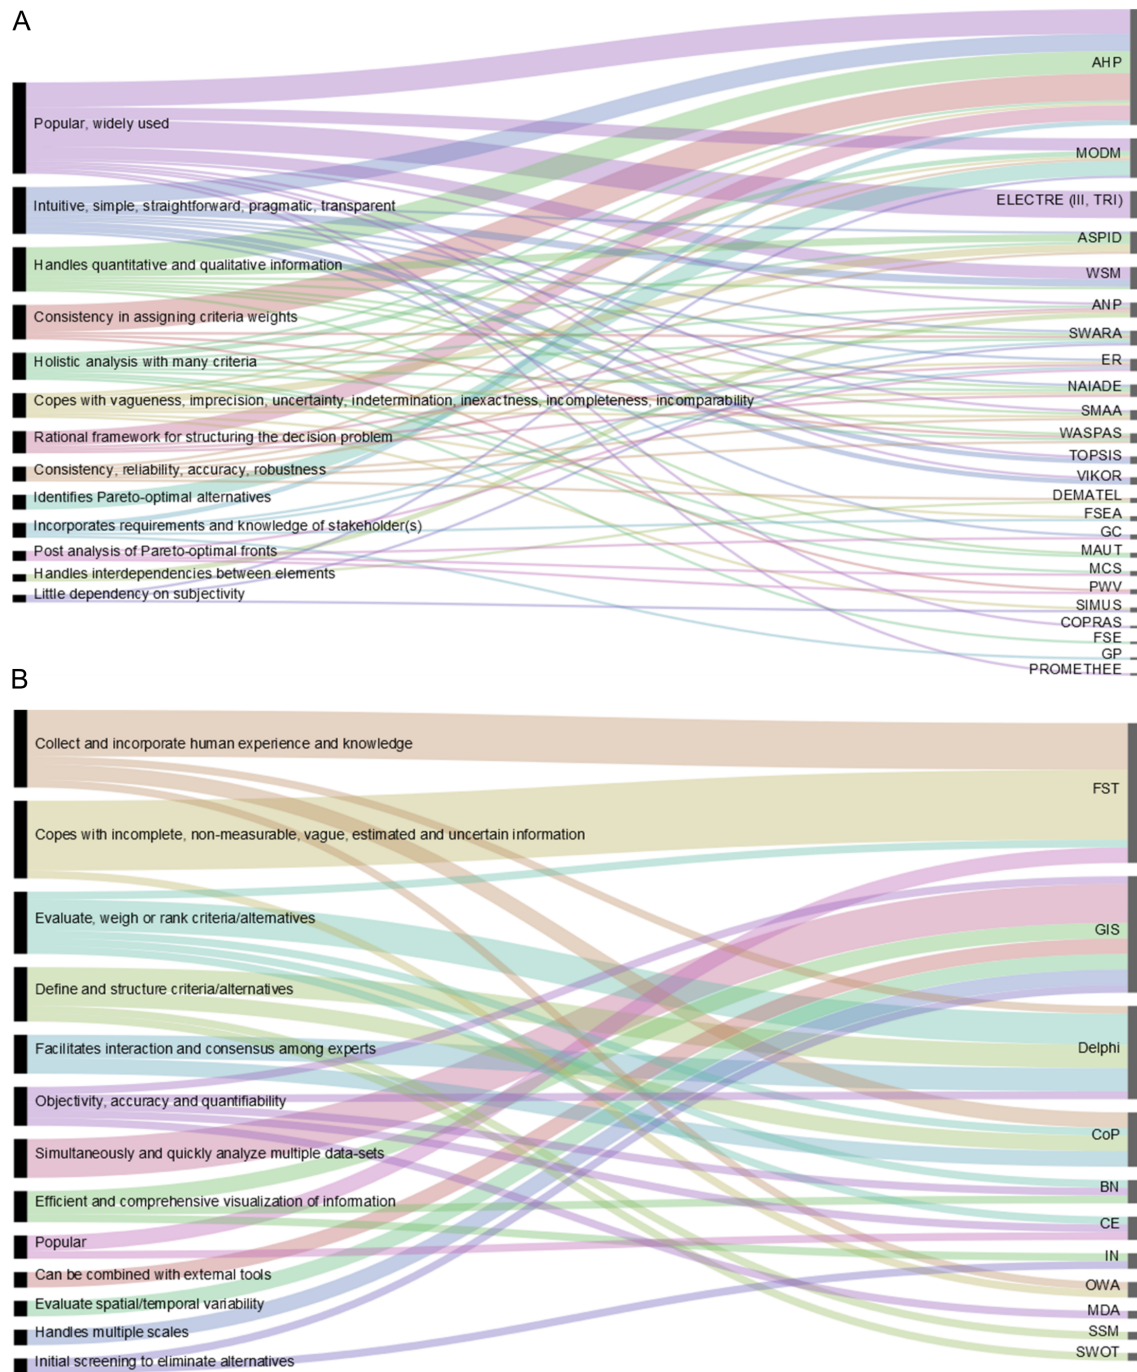 A
Popular, widely used
Intuitive, simple, straightforward, pragmatic, transparent
Handles quantitative and qualitative information
Consistency in assigning criteria weights
Holistic analysis with many criteria
Copes with vagueness, imprecision, uncertainty, indetermination, inexactness, incompleteness, incomparability
Rational framework for structuring the decision problem
Consistency, reliability, accuracy, robustness
Identifies Pareto-optimal alternatives
Incorporates requirements and knowledge of stakeholder(s)
Post analysis of Pareto-optimal fronts
Handles interdependencies between elements
Little dependency on subjectivity
AHP
MODM
ELECTRE (III, TRI)
ASPID
WSM
ANP
SWARA
ER
NAIADE
SMAA
WASPAS
TOPSIS
VIKOR
DEMATEL
FSEA
GC
MAUT
MCS
PWV
SIMUS
COPRAS
FSE
GP
PROMETHEE
B
Collect and incorporate human experience and knowledge
Copes with incomplete, non-measurable, vague, estimated and uncertain information
Evaluate, weigh or rank criteria/alternatives
Define and structure criteria/alternatives
Facilitates interaction and consensus among experts
Objectivity, accuracy and quantifiability
Simultaneously and quickly analyze multiple data-sets
Efficient and comprehensive visualization of information
Popular
Can be combined with external tools
Evaluate spatial/temporal variability
Handles multiple scales
Initial screening to eliminate alternatives
FST
GIS
Delphi
CoP
BN
CE
IN
OWA
MDA
SSM
SWOT